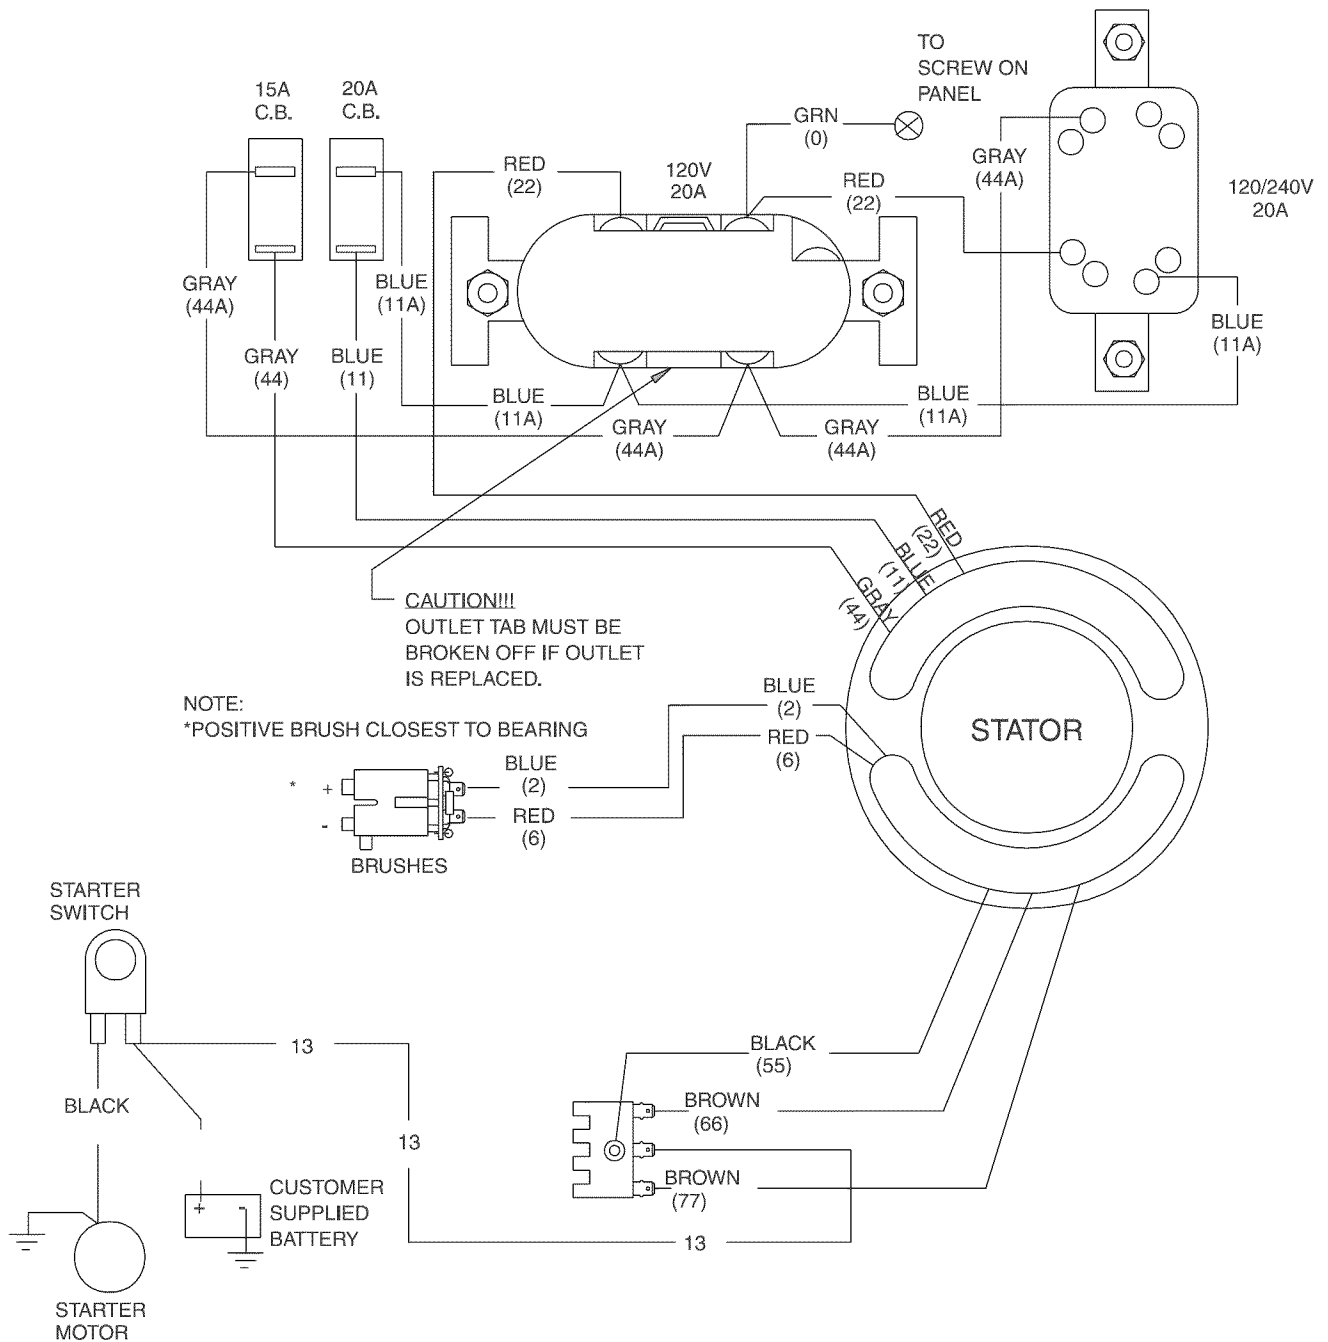 TO
SCREW ON
PANEL
15A
C.B.
20A
C.B.
GRN
(0)
RED
(22)
120V
20A
RED
(22)
GRAY
(44A)
120/240V
20A
GRAY
(44A)
BLUE
(11A)
BLUE
(11A)
GRAY
(44)
BLUE
(11)
BLUE
(11A)
BLUE
(11A)
GRAY
(44A)
GRAY
(44A)
RED
(22)
BLUE
(11)
GRAY
(44)
CAUTION!!!
OUTLET TAB MUST BE
BROKEN OFF IF OUTLET
IS REPLACED.
NOTE:
*POSITIVE BRUSH CLOSEST TO BEARING
BLUE
(2)
RED
(6)
STATOR
BLUE
(2)
* +
RED
(6)
-
BRUSHES
STARTER
SWITCH
13
BLACK
(55)
BLACK
BROWN
(66)
13
BROWN
(77)
+ -
CUSTOMER
SUPPLIED
BATTERY
13
STARTER
MOTOR